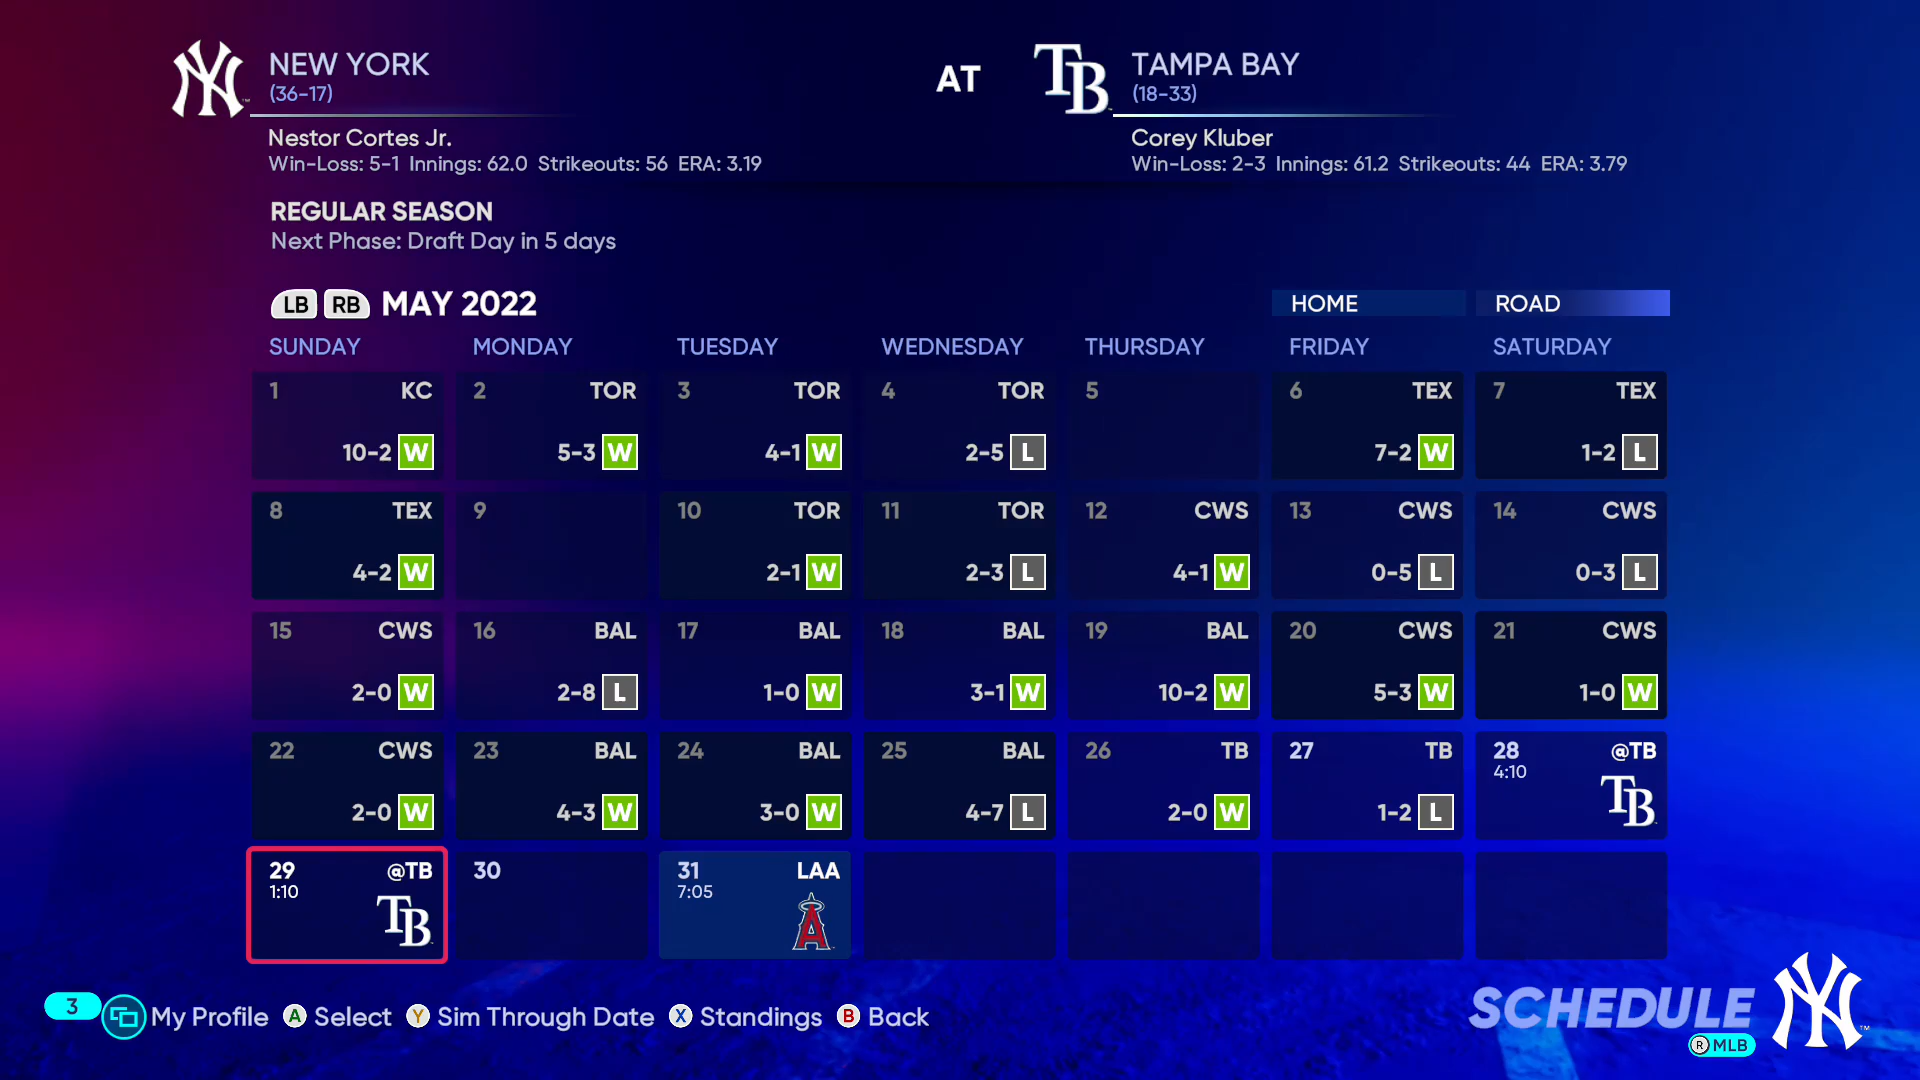 NEW YORK
(36-17)
AT
TAMPA BAY
(18-33)
Nestor Cortes Jr.
Win-Loss: 5-1 Innings: 62.0 Strikeouts: 56 ERA: 3.19
Corey Kluber
Win-Loss: 2-3 Innings: 61.2 Strikeouts: 44 ERA: 3.79
REGULAR SEASON
Next Phase: Draft Day in 5 days
LB RB MAY 2022
HOME ROAD
SUNDAY MONDAY TUESDAY WEDNESDAY THURSDAY FRIDAY SATURDAY
1 KC 2 TOR 3 TOR 4 TOR 5 6 TEX 7 TEX
10-2 W 5-3 W 4-1 W 2-5 L 7-2 W 1-2 L
8 TEX 9 10 TOR 11 TOR 12 CWS 13 CWS 14 CWS
4-2 W 2-1 W 2-3 L 4-1 W 0-5 L 0-3 L
15 CWS 16 BAL 17 BAL 18 BAL 19 BAL 20 CWS 21 CWS
2-0 W 2-8 L 1-0 W 3-1 W 10-2 W 5-3 W 1-0 W
22 CWS 23 BAL 24 BAL 25 BAL 26 TB 27 TB 28 @TB
4:10 TB
2-0 W 4-3 W 3-0 W 4-7 L 2-0 W 1-2 L
29 @TB 30 31 LAA
1:10 TB 7:05 A
3 My Profile A Select Y Sim Through Date X Standings B Back
SCHEDULE
R MLB